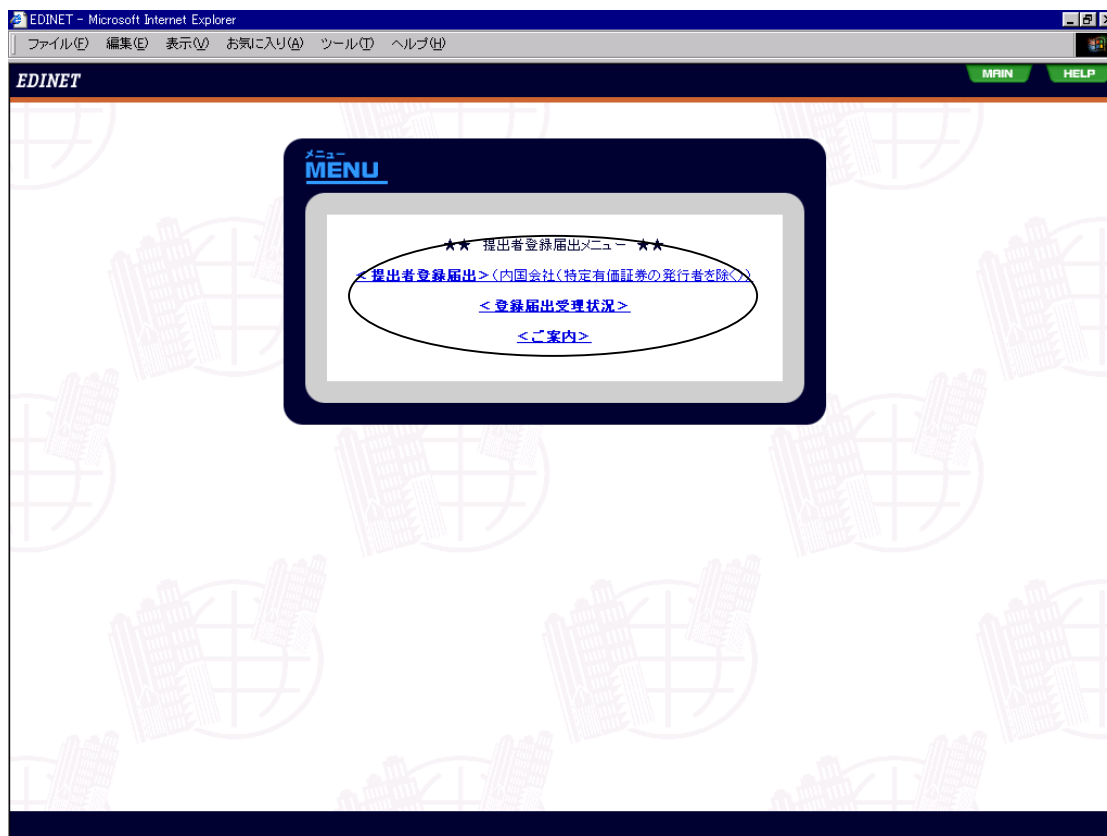 EDINET - Microsoft Internet Explorer
ファイル(F) 編集(E) 表示(V) お気に入り(A) ツール(T) ヘルプ(H)
EDINET
MAIN
HELP
メニュー
MENU
★★ 提出者登録届出メニュー ★★
<提出者登録届出>(内国会社(特定有価証券の発行者を除く))
<登録届出受理状況>
<ご案内>